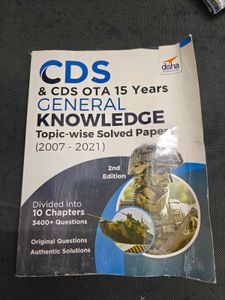 disha
CDS
& CDS OTA 15 Years
GENERAL
KNOWLEDGE
Topic-wise Solved Papers
(2007 - 2021)
2nd
Edition
Divided into
10 Chapters
3400+ Questions
Original Questions
Authentic Solutions